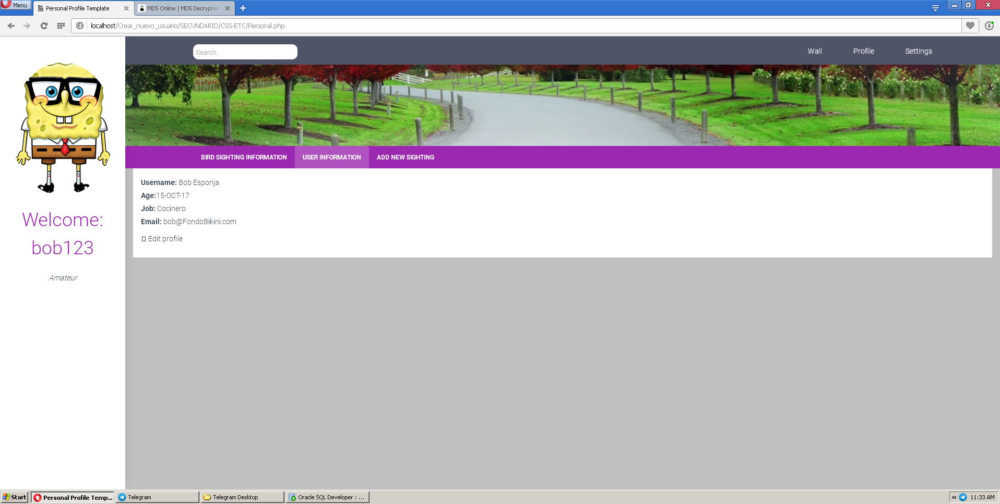 Menu
Personal Profile Template
MD5 Online | MD5 Decrypter
localhost/Crear_nuevo_usuario/SECUNDARIO/CSS-ETC/Personal.php
Search..
Wall
Profile
Settings
BIRD SIGHTING INFORMATION
USER INFORMATION
ADD NEW SIGHTING
Username: Bob Esponja
Age:15-OCT-17
Job: Cocinero
Email: bob@FondoBikini.com
Edit profile
Welcome:
bob123
Amateur
Start
Personal Profile Temp...
Telegram
Telegram Desktop
Oracle SQL Developer : ...
11:33 AM